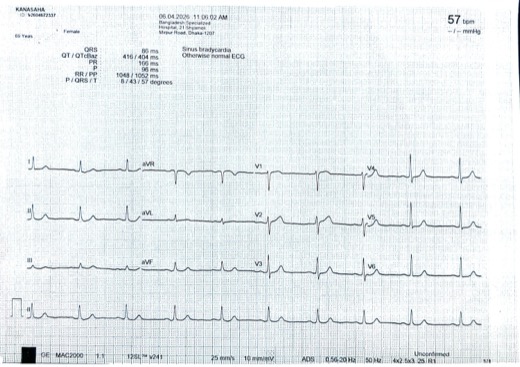 KANASAHA
Female
06.04.2026 11:06:02 AM
Bangladesh Specialized
Hospital, 21 Shyamoli
Mirpur Road, Dhaka-1207
57 bpm
-/- mmHg
QRS 86 ms
QT / QTcBaz 416 / 404 ms
PR 166 ms
P 98 ms
RR / PP 1048 / 1052 ms
P / QRS / T 6 / 43 / 57 degrees
Sinus bradycardia
Otherwise normal ECG
I aVR V1 V4
II aVL V2 V5
III aVF V3 V6
II
GE MAC2000 1.1 12SL™ v241 25 mm/s 10 mm/mV ADS 0.56-20 Hz 50 Hz 4x2.5x3_25_R1
Unconfirmed
1/1